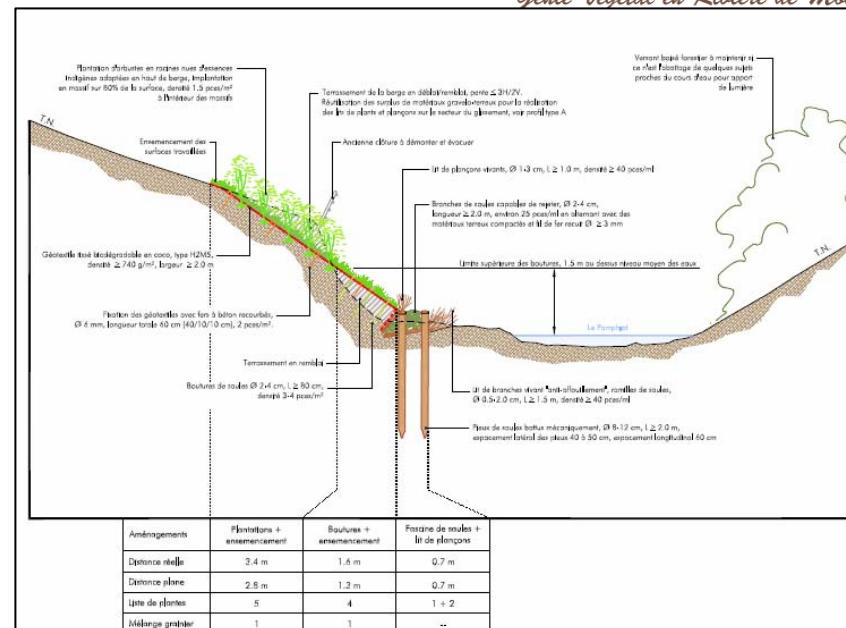 Génie Végétal en Rivière de Mo
Plantation d'arbustes en racines nues d'essences
indigènes adaptées en haut de berge, implantation
en massif sur 80% de la surface, densité 1.5 pces/m²
à l'intérieur des massifs
Terrassement de la berge en déblai/remblai, pente ≤ 3H/2V.
Réutilisation des surplus de matériaux gravelo-terreux pour la réalisation
des lits de plants et plançons sur le secteur du glissement, voir profil type A
Versant boisé forestier à maintenir si
ce n'est l'abattage de quelques sujets
proches du cours d'eau pour apport
de lumière
T.N.
Ensemencement des
surfaces travaillées
Ancienne clôture à démonter et évacuer
Lit de plançons vivants, Ø 1-3 cm, L ≥ 1.0 m, densité ≥ 40 pces/ml
Branches de saules capables de rejeter, Ø 2-4 cm,
longueur ≥ 2.0 m, environ 25 pces/ml en alternant avec des
matériaux terreux compactés et fil de fer recuit Ø ≥ 3 mm
Géotextile tissé biodégradable en coco, type H2M5,
densité ≥ 740 g/m², largeur ≥ 2.0 m
T.N.
Limite supérieure des boutures, 1.5 m au dessus niveau moyen des eaux
Fixation des géotextiles avec fers à béton recourbés,
Ø 6 mm, longueur totale 60 cm (40/10/10 cm), 2 pces/m².
Le Pamphiot
Terrassement en remblai
Boutures de saules Ø 2-4 cm, L ≥ 80 cm,
densité 3-4 pces/m²
Lit de branches vivant "anti-affouillement", ramilles de saules,
Ø 0.5-2.0 cm, L ≥ 1.5 m, densité ≥ 40 pces/ml
Pieux de saules battus mécaniquement, Ø 8-12 cm, L ≥ 2.0 m,
espacement latéral des pieux 40 à 50 cm, espacement longitudinal 60 cm
Aménagements Plantations + ensemencement Boutures + ensemencement Fascine de saules + lit de plançons
Distance réelle 3.4 m 1.6 m 0.7 m
Distance plane 2.8 m 1.2 m 0.7 m
Liste de plantes 5 4 1 + 2
Mélange grainier 1 1 --